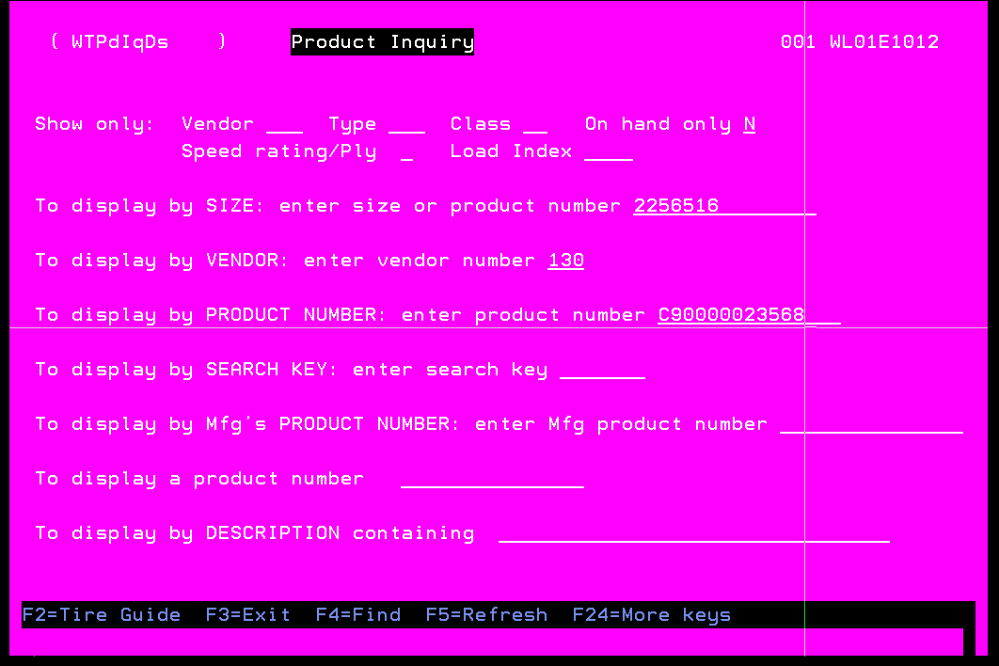 ( WTPdIqDs    )     Product Inquiry     001 WL01E1012
Show only:  Vendor ___  Type ___  Class __   On hand only N
Speed rating/Ply  _   Load Index ____
To display by SIZE: enter size or product number 2256516
To display by VENDOR: enter vendor number 130
To display by PRODUCT NUMBER: enter product number C90000023568
To display by SEARCH KEY: enter search key _______
To display by Mfg's PRODUCT NUMBER: enter Mfg product number _______________
To display a product number   _______________
To display by DESCRIPTION containing  ________________________________
F2=Tire Guide  F3=Exit  F4=Find  F5=Refresh  F24=More keys